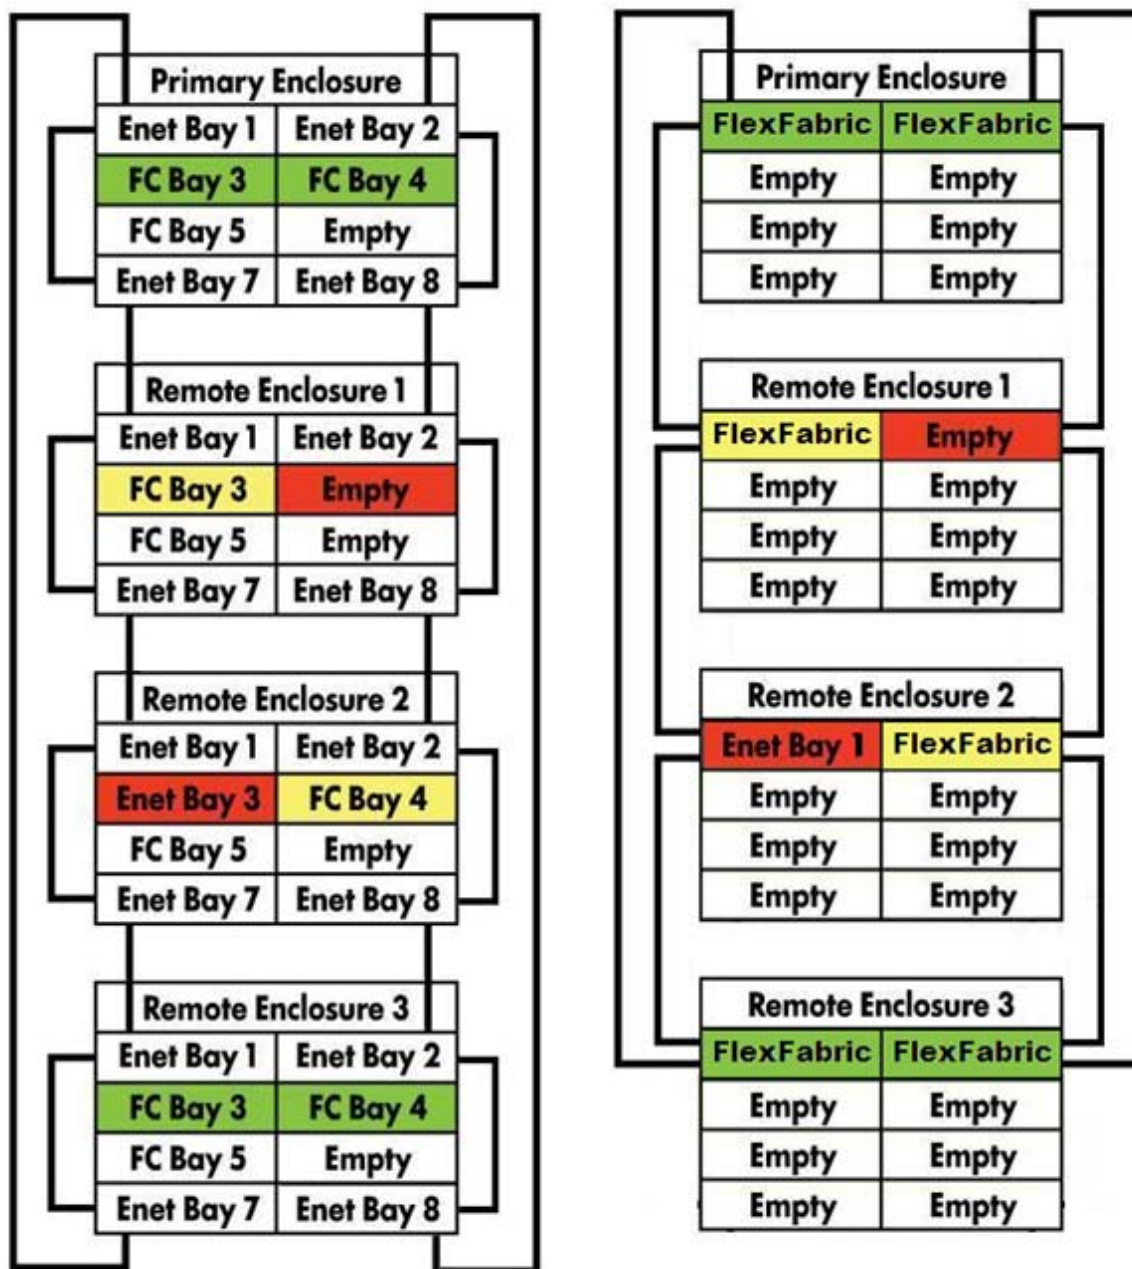 Primary Enclosure
Enet Bay 1 Enet Bay 2
FC Bay 3 FC Bay 4
FC Bay 5 Empty
Enet Bay 7 Enet Bay 8
Remote Enclosure 1
Enet Bay 1 Enet Bay 2
FC Bay 3 Empty
FC Bay 5 Empty
Enet Bay 7 Enet Bay 8
Remote Enclosure 2
Enet Bay 1 Enet Bay 2
Enet Bay 3 FC Bay 4
FC Bay 5 Empty
Enet Bay 7 Enet Bay 8
Remote Enclosure 3
Enet Bay 1 Enet Bay 2
FC Bay 3 FC Bay 4
FC Bay 5 Empty
Enet Bay 7 Enet Bay 8
Primary Enclosure
FlexFabric FlexFabric
Empty Empty
Empty Empty
Empty Empty
Remote Enclosure 1
FlexFabric Empty
Empty Empty
Empty Empty
Empty Empty
Remote Enclosure 2
Enet Bay 1 FlexFabric
Empty Empty
Empty Empty
Empty Empty
Remote Enclosure 3
FlexFabric FlexFabric
Empty Empty
Empty Empty
Empty Empty